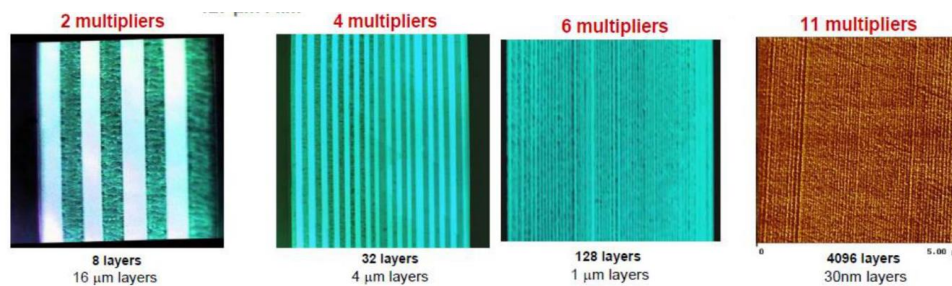 2 multipliers
4 multipliers
6 multipliers
11 multipliers
8 layers
16 μm layers
32 layers
4 μm layers
128 layers
1 μm layers
0
5.00
4096 layers
30nm layers